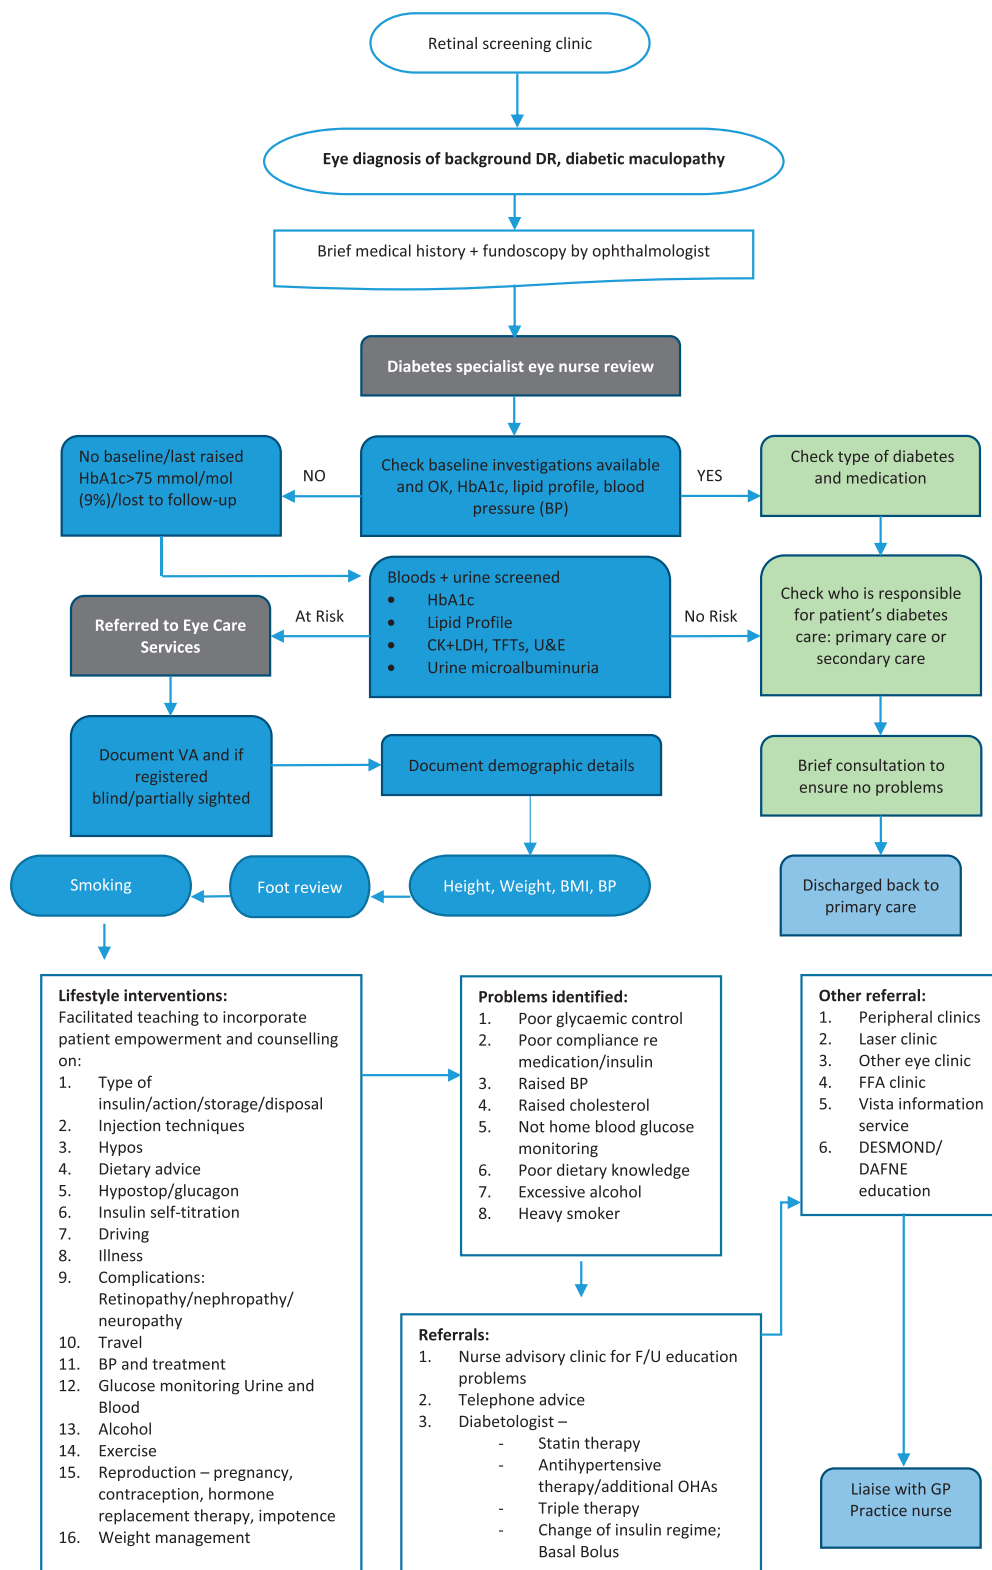 Retinal screening clinic
Eye diagnosis of background DR, diabetic maculopathy
Brief medical history + fundoscopy by ophthalmologist
Diabetes specialist eye nurse review
No baseline/last raised
HbA1c>75 mmol/mol
(9%)/lost to follow-up
NO
Check baseline investigations available
and OK, HbA1c, lipid profile, blood
pressure (BP)
YES
Check type of diabetes
and medication
Bloods + urine screened
• HbA1c
• Lipid Profile
• CK+LDH, TFTs, U&E
• Urine microalbuminuria
At Risk
No Risk
Referred to Eye Care
Services
Check who is responsible
for patient's diabetes
care: primary care or
secondary care
Document VA and if
registered
blind/partially sighted
Document demographic details
Brief consultation to
ensure no problems
Smoking
Foot review
Height, Weight, BMI, BP
Discharged back to
primary care
Lifestyle interventions:
Facilitated teaching to incorporate
patient empowerment and counselling
on:
1. Type of
insulin/action/storage/disposal
2. Injection techniques
3. Hypos
4. Dietary advice
5. Hypostop/glucagon
6. Insulin self-titration
7. Driving
8. Illness
9. Complications:
Retinopathy/nephropathy/
neuropathy
10. Travel
11. BP and treatment
12. Glucose monitoring Urine and
Blood
13. Alcohol
14. Exercise
15. Reproduction – pregnancy,
contraception, hormone
replacement therapy, impotence
16. Weight management
Problems identified:
1. Poor glycaemic control
2. Poor compliance re
medication/insulin
3. Raised BP
4. Raised cholesterol
5. Not home blood glucose
monitoring
6. Poor dietary knowledge
7. Excessive alcohol
8. Heavy smoker
Other referral:
1. Peripheral clinics
2. Laser clinic
3. Other eye clinic
4. FFA clinic
5. Vista information
service
6. DESMOND/
DAFNE
education
Referrals:
1. Nurse advisory clinic for F/U education
problems
2. Telephone advice
3. Diabetologist –
- Statin therapy
- Antihypertensive
therapy/additional OHAs
- Triple therapy
- Change of insulin regime;
Basal Bolus
Liaise with GP
Practice nurse